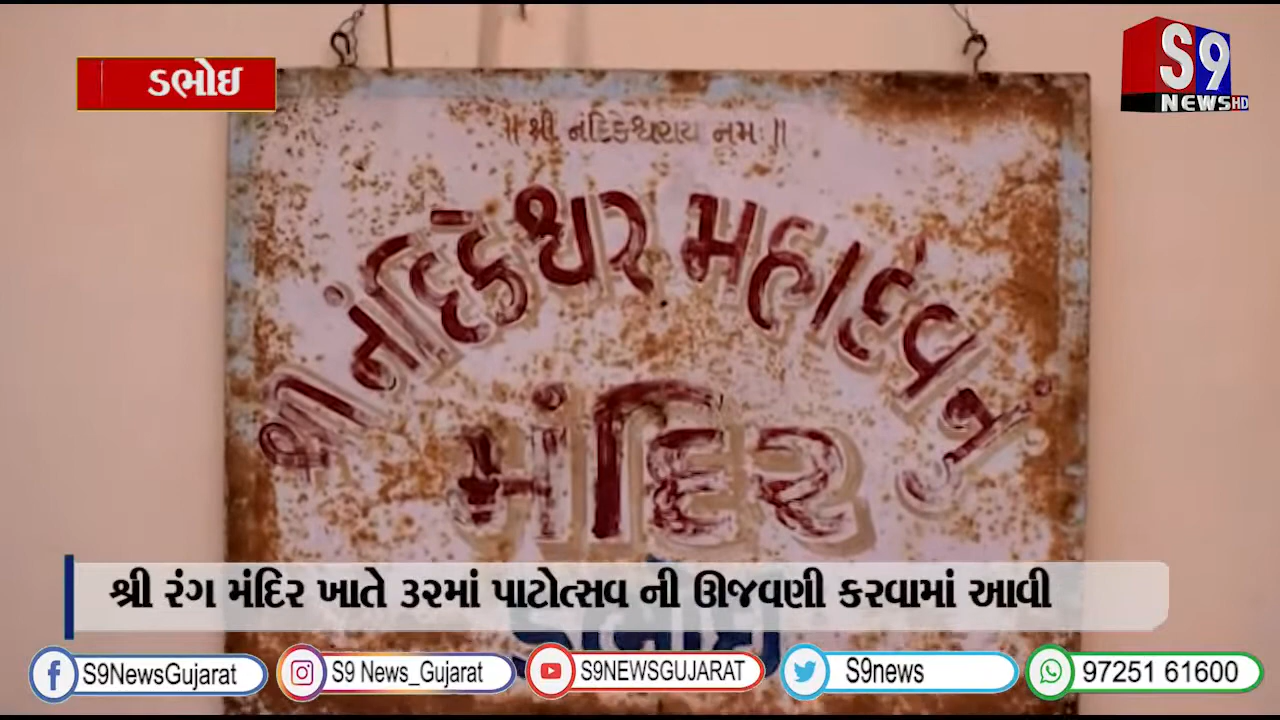 ડભોઇ
S9
NEWS HD
॥ શ્રી નંદિકેશ્વરાય નમઃ ॥
શ્રી નંદિકેશ્વર મહાદેવનું
મંદિર
શ્રી રંગ મંદિર ખાતે ૩૨માં પાટોત્સવ ની ઊજવણી કરવામાં આવી
S9NewsGujarat
S9 News_Gujarat
S9NEWSGUJARAT
S9news
97251 61600